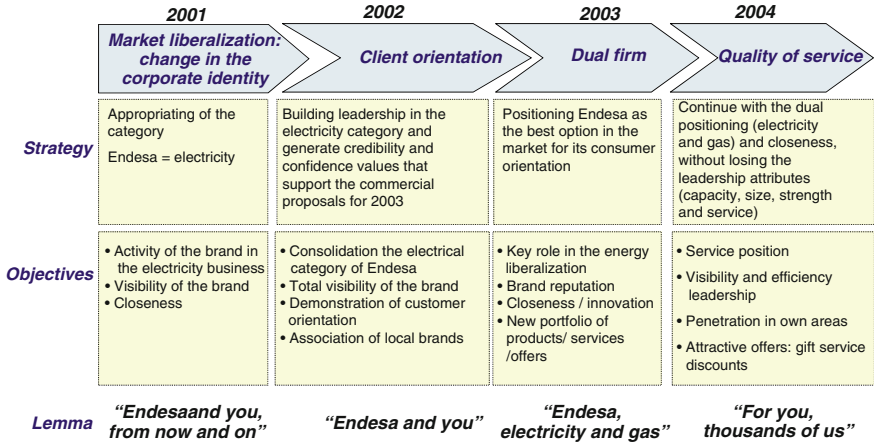 2001
2002
2003
2004
Market liberalization:
change in the
corporate identity
Client orientation
Dual firm
Quality of service
Strategy
Appropriating of the
category
Endesa = electricity
Building leadership in the
electricity category and
generate credibility and
confidence values that
support the commercial
proposals for 2003
Positioning Endesa as
the best option in the
market for its consumer
orientation
Continue with the dual
positioning (electricity
and gas) and closeness,
without losing the
leadership attributes
(capacity, size, strength
and service)
Objectives
• Activity of the brand in
the electricity business
• Visibility of the brand
• Closeness
• Consolidation the electrical
category of Endesa
• Total visibility of the brand
• Demonstration of customer
orientation
• Association of local brands
• Key role in the energy
liberalization
• Brand reputation
• Closeness / innovation
• New portfolio of
products/ services
/offers
• Service position
• Visibility and efficiency
leadership
• Penetration in own areas
• Attractive offers: gift service
discounts
Lemma
“Endesaand you,
from now and on”
“Endesa and you”
“Endesa,
electricity and gas”
“For you,
thousands of us”